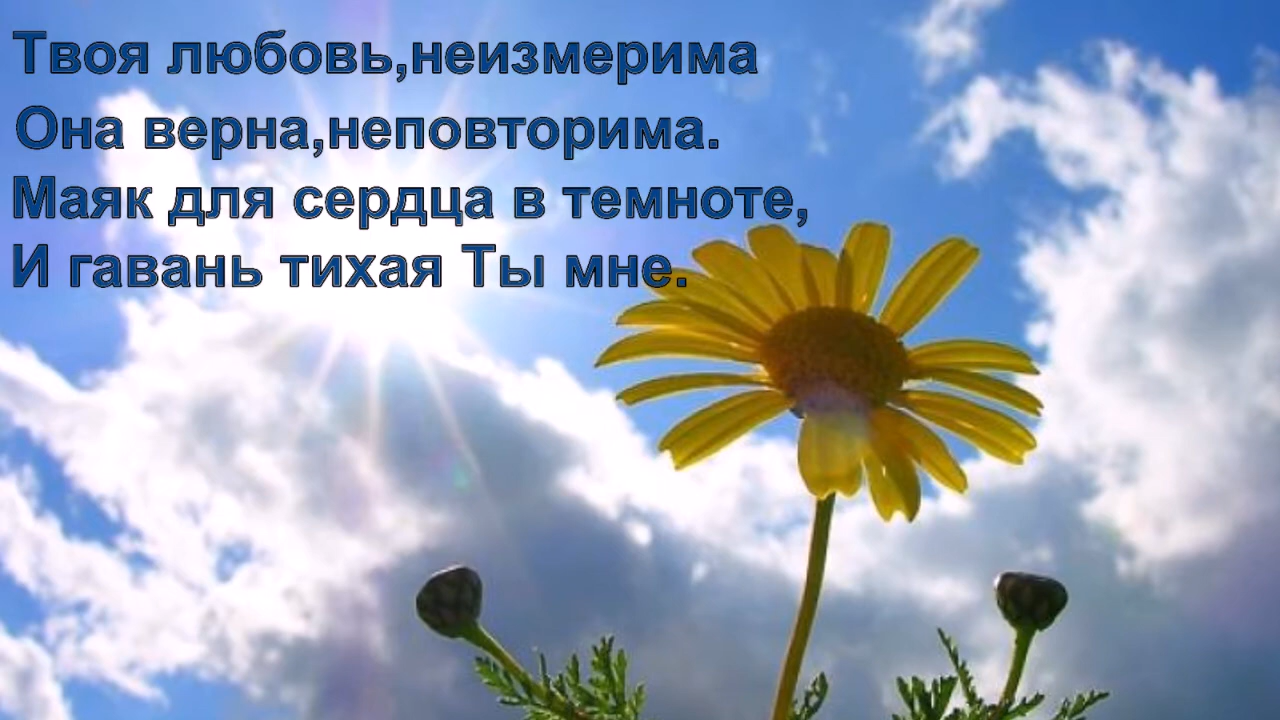 Твоя любовь,неизмерима
Она верна,неповторима.
Маяк для сердца в темноте,
И гавань тихая Ты мне.